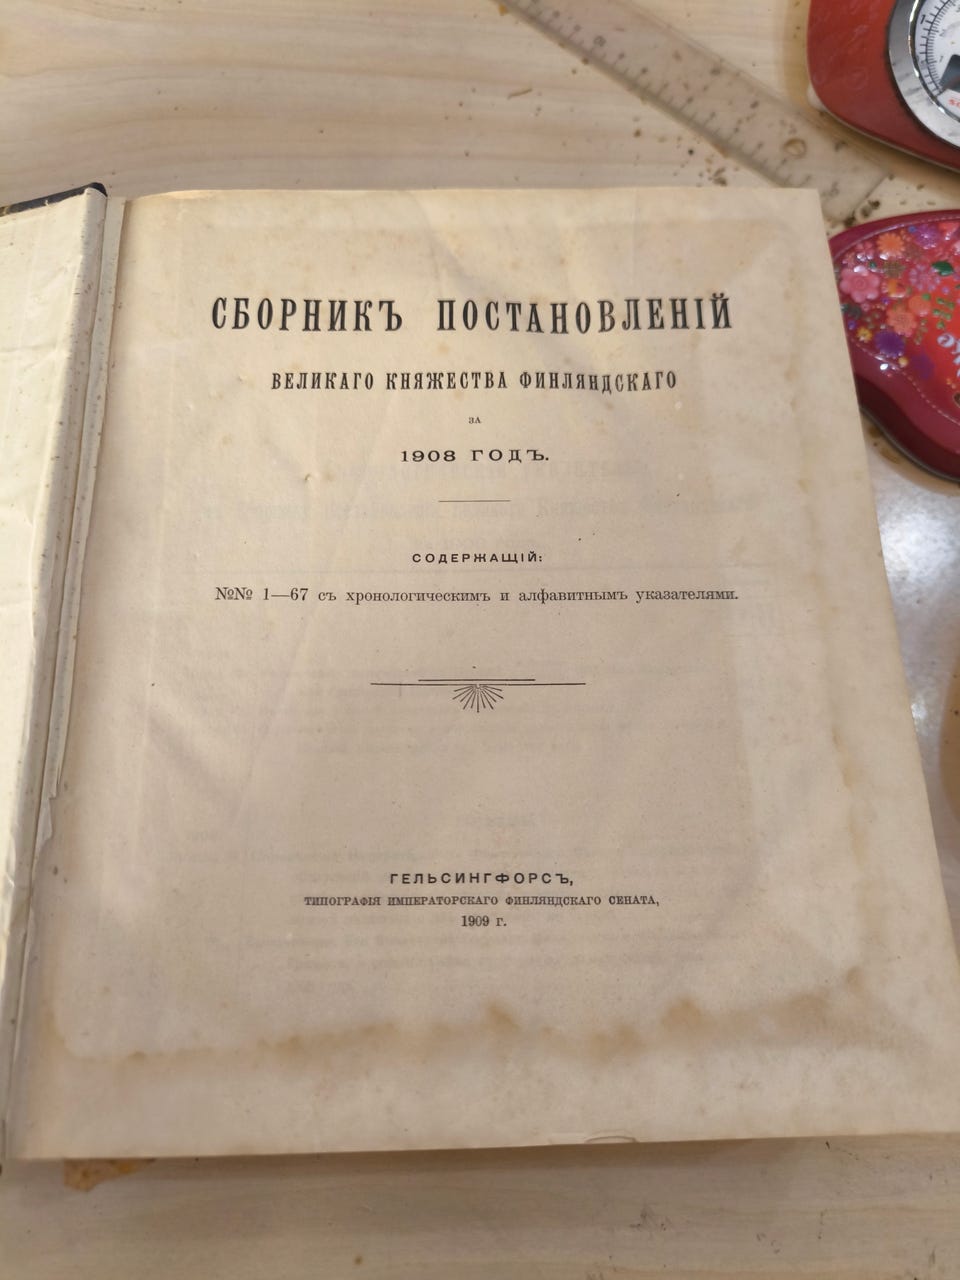 СБОРНИКЪ ПОСТАНОВЛЕНІЙ
ВЕЛИКАГО КНЯЖЕСТВА ФИНЛЯНДСКАГО
ЗА
1908 ГОДЪ.
СОДЕРЖАЩІЙ:
№№ 1—67 съ хронологическимъ и алфавитнымъ указателями.
ГЕЛЬСИНГФОРСЪ,
ТИПОГРАФІЯ ИМПЕРАТОРСКАГО ФИНЛЯНДСКАГО СЕНАТА,
1909 г.